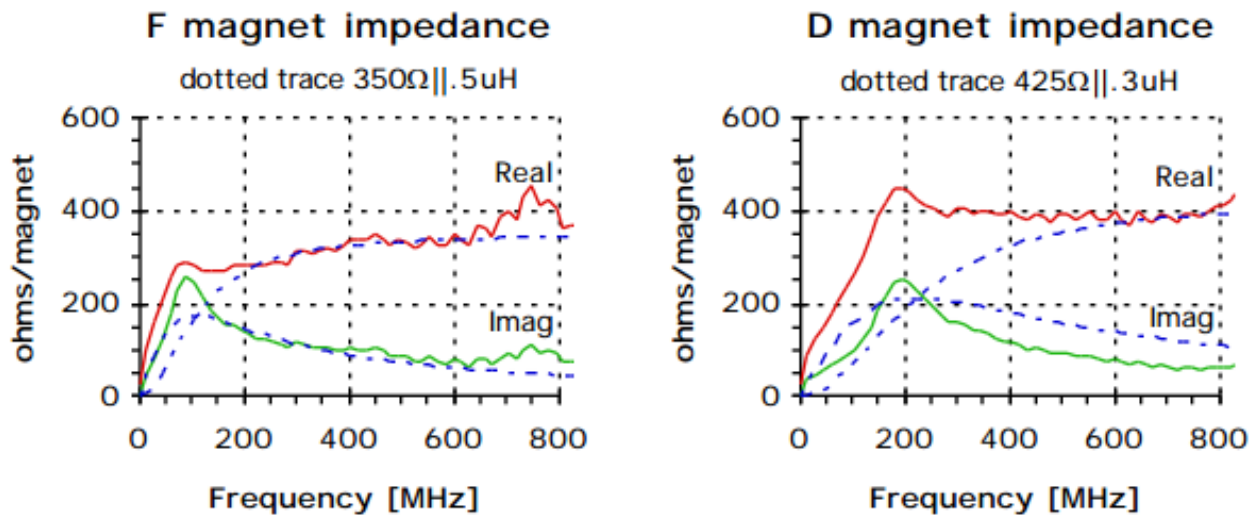 F magnet impedance
dotted trace 350Ω||.5uH
600
400
200
0
ohms/magnet
Real
Imag
0 200 400 600 800
Frequency [MHz]
D magnet impedance
dotted trace 425Ω||.3uH
600
400
200
0
ohms/magnet
Real
Imag
0 200 400 600 800
Frequency [MHz]